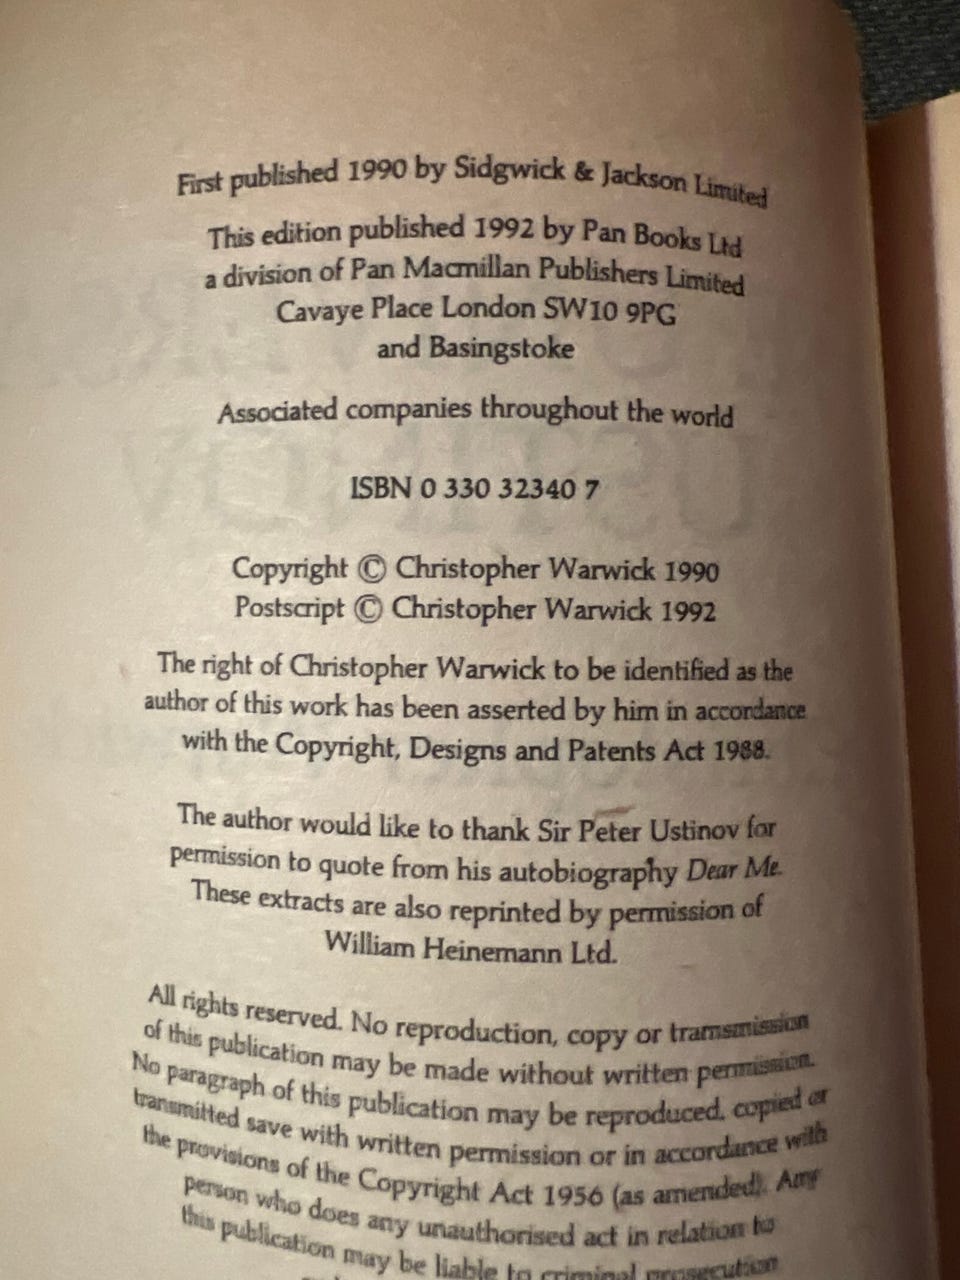 First published 1990 by Sidgwick & Jackson Limited
This edition published 1992 by Pan Books Ltd
a division of Pan Macmillan Publishers Limited
Cavaye Place London SW10 9PG
and Basingstoke
Associated companies throughout the world
ISBN 0 330 32340 7
Copyright © Christopher Warwick 1990
Postscript © Christopher Warwick 1992
The right of Christopher Warwick to be identified as the
author of this work has been asserted by him in accordance
with the Copyright, Designs and Patents Act 1988.
The author would like to thank Sir Peter Ustinov for
permission to quote from his autobiography Dear Me.
These extracts are also reprinted by permission of
William Heinemann Ltd.
All rights reserved. No reproduction, copy or transmission
of this publication may be made without written permission.
No paragraph of this publication may be reproduced, copied or
transmitted save with written permission or in accordance with
the provisions of the Copyright Act 1956 (as amended). Any
person who does any unauthorised act in relation to
this publication may be liable to criminal prosecution